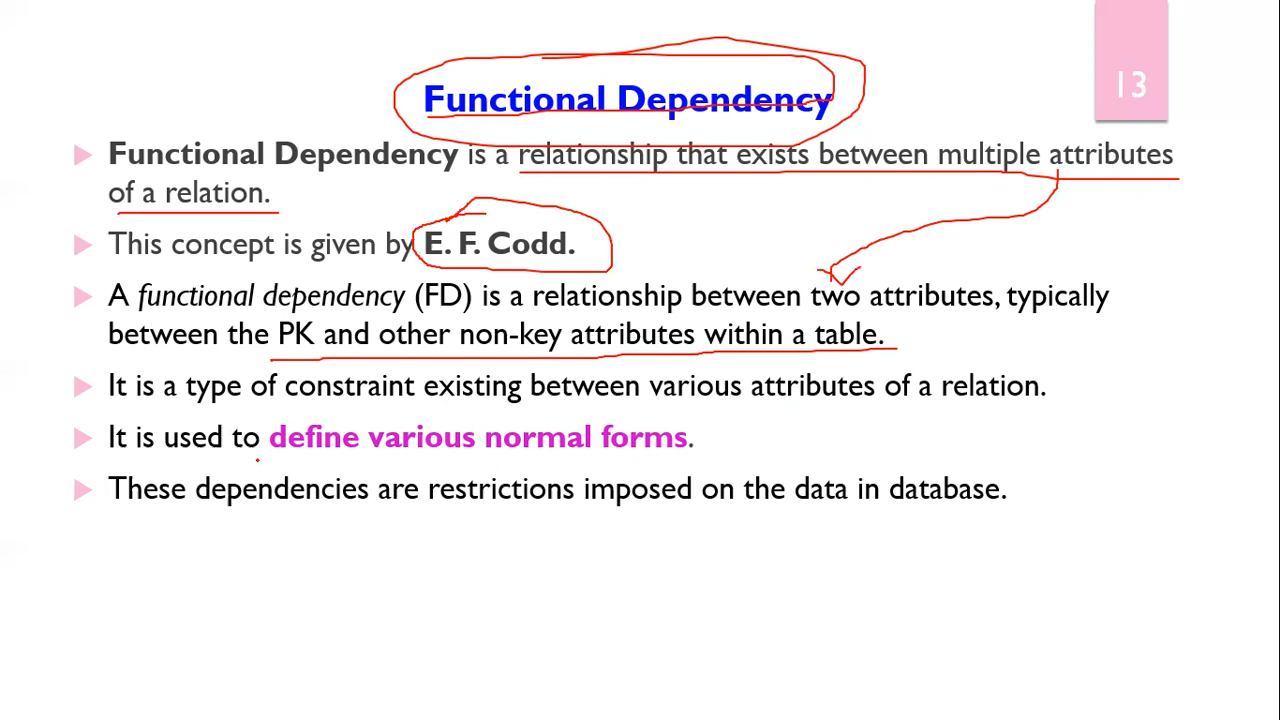 13
Functional Dependency
Functional Dependency is a relationship that exists between multiple attributes
of a relation.
This concept is given by E. F. Codd.
A functional dependency (FD) is a relationship between two attributes, typically
between the PK and other non-key attributes within a table.
It is a type of constraint existing between various attributes of a relation.
It is used to define various normal forms.
These dependencies are restrictions imposed on the data in database.